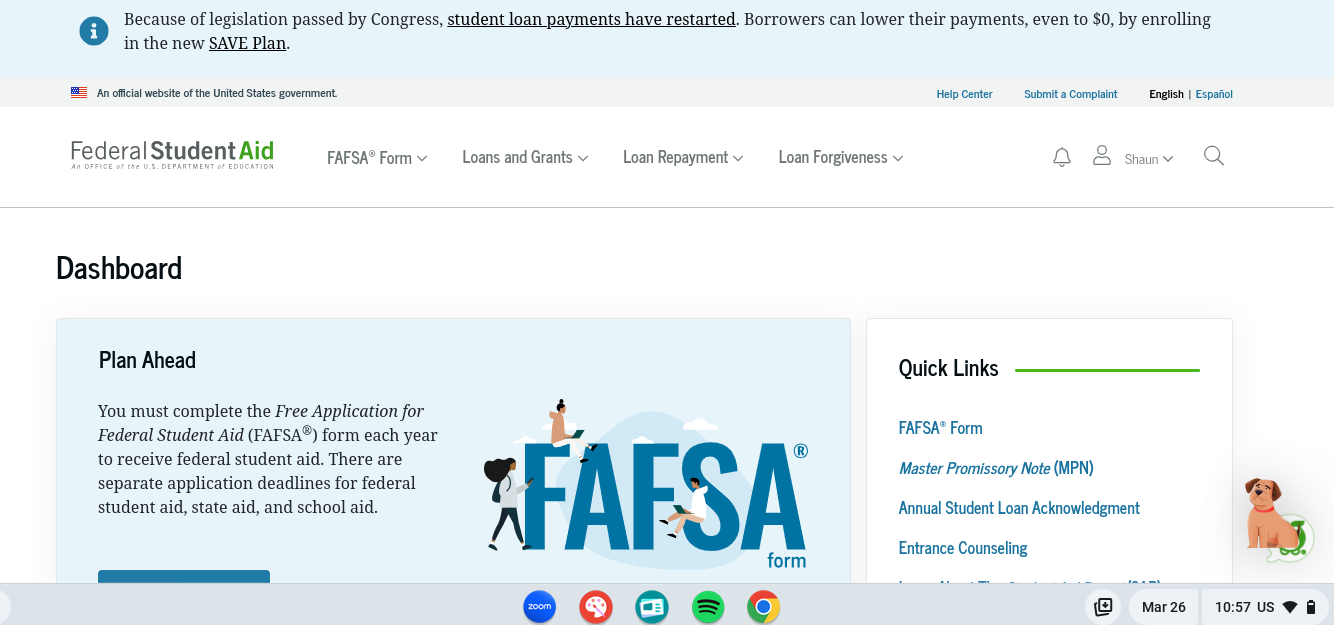 Because of legislation passed by Congress, student loan payments have restarted. Borrowers can lower their payments, even to $0, by enrolling
in the new SAVE Plan.
An official website of the United States government.
Help Center Submit a Complaint English | Español
FederalStudentAid
An OFFICE of the U.S. DEPARTMENT of EDUCATION
FAFSA® Form Loans and Grants Loan Repayment Loan Forgiveness Shaun
Dashboard
Plan Ahead
You must complete the Free Application for
Federal Student Aid (FAFSA®) form each year
to receive federal student aid. There are
separate application deadlines for federal
student aid, state aid, and school aid.
FAFSA®
form
Quick Links
FAFSA® Form
Master Promissory Note (MPN)
Annual Student Loan Acknowledgment
Entrance Counseling
zoom
Mar 26 10:57 US